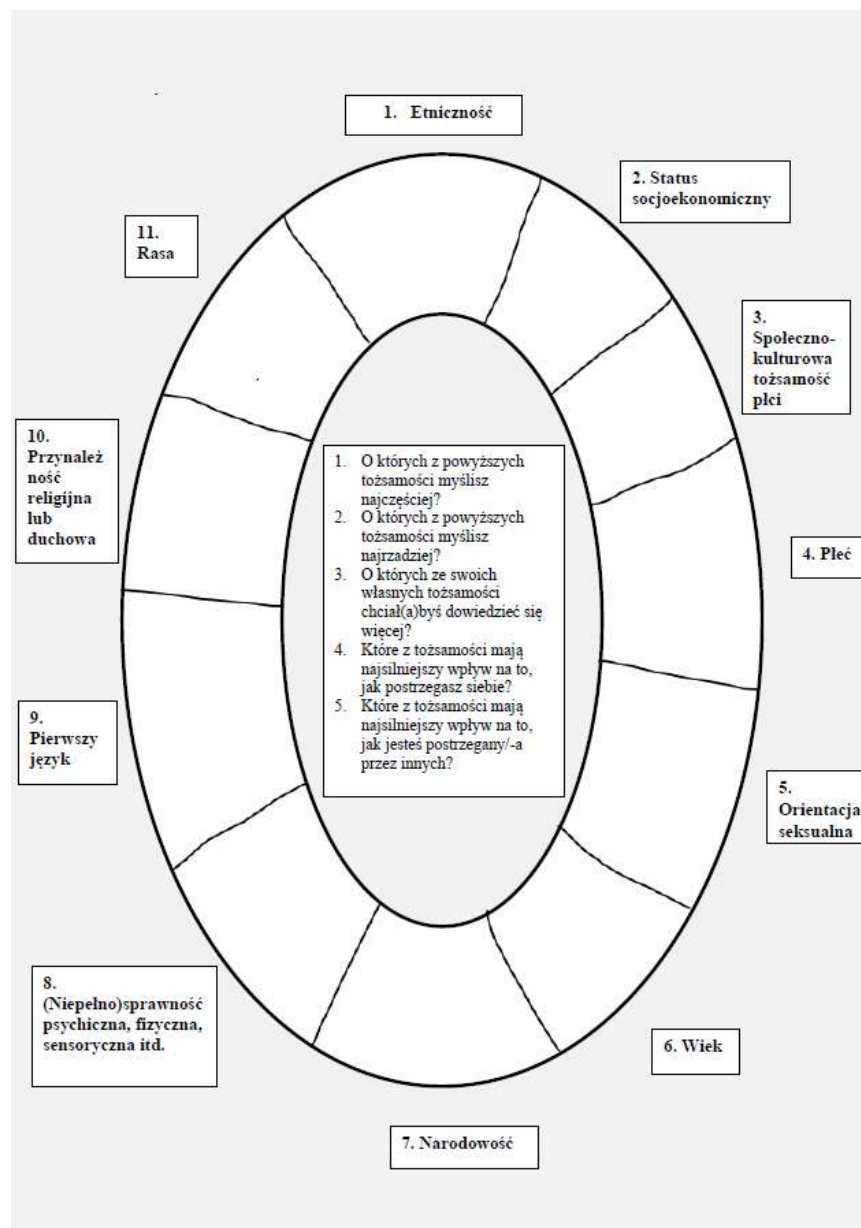 1. Etniczność
2. Status
socjoekonomiczny
3.
Społeczno-
kulturowa
tożsamość
płci
4. Płeć
5.
Orientacja
seksualna
6. Wiek
7. Narodowość
8.
(Niepełno)sprawność
psychiczna, fizyczna,
sensoryczna itd.
9.
Pierwszy
język
10.
Przynależ
ność
religijna
lub
duchowa
11.
Rasa
1. O których z powyższych
tożsamości myślisz
najczęściej?
2. O których z powyższych
tożsamości myślisz
najrzadziej?
3. O których ze swoich
własnych tożsamości
chciał(a)byś dowiedzieć się
więcej?
4. Które z tożsamości mają
najsilniejszy wpływ na to,
jak postrzegasz siebie?
5. Które z tożsamości mają
najsilniejszy wpływ na to,
jak jesteś postrzegany/-a
przez innych?